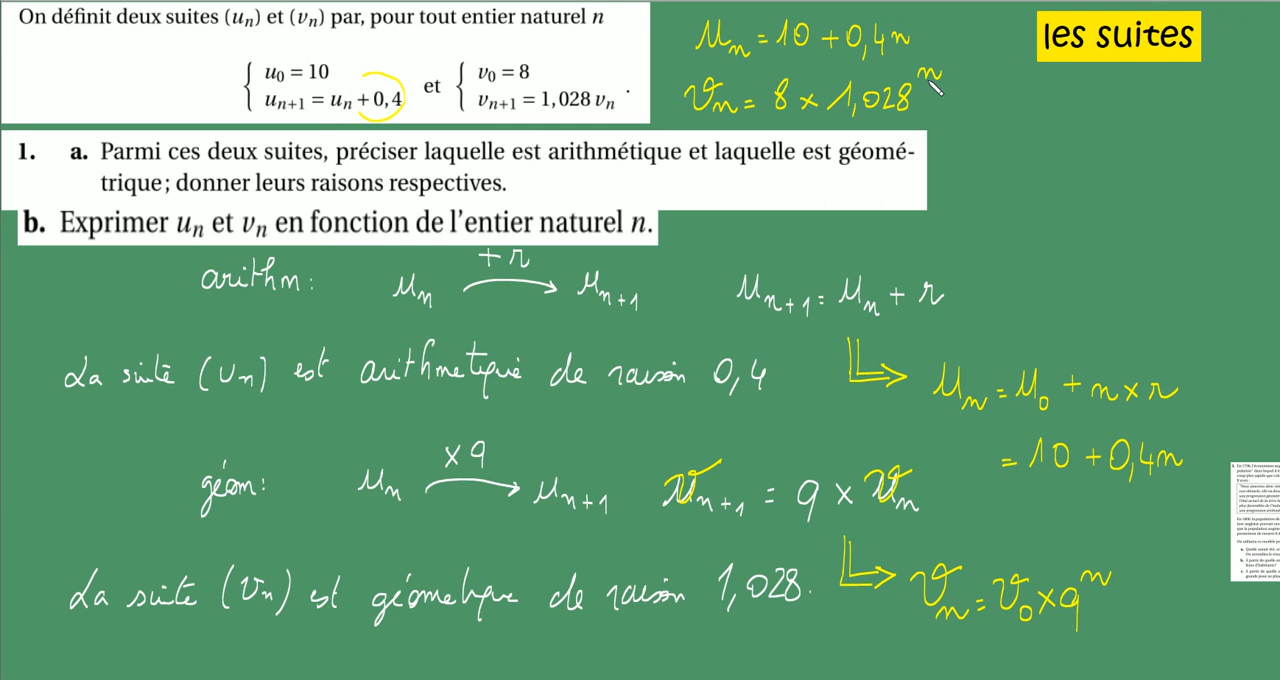 On définit deux suites (uₙ) et (vₙ) par, pour tout entier naturel n
{ u₀ = 10
uₙ₊₁ = uₙ + 0,4
et { v₀ = 8
vₙ₊₁ = 1,028 vₙ .
uₙ = 10 + 0,4n
vₙ = 8 × 1,028ⁿ
les suites
1. a. Parmi ces deux suites, préciser laquelle est arithmétique et laquelle est géomé-
trique; donner leurs raisons respectives.
b. Exprimer uₙ et vₙ en fonction de l'entier naturel n.
arithm: uₙ + r uₙ₊₁ uₙ₊₁ = uₙ + r
La suite (uₙ) est arithmetique de raison 0,4
uₙ = u₀ + n × r
= 10 + 0,4n
géom: uₙ × q uₙ₊₁ vₙ₊₁ = q × vₙ
La suite (vₙ) est géometrique de raison 1,028.
vₙ = v₀ × qⁿ